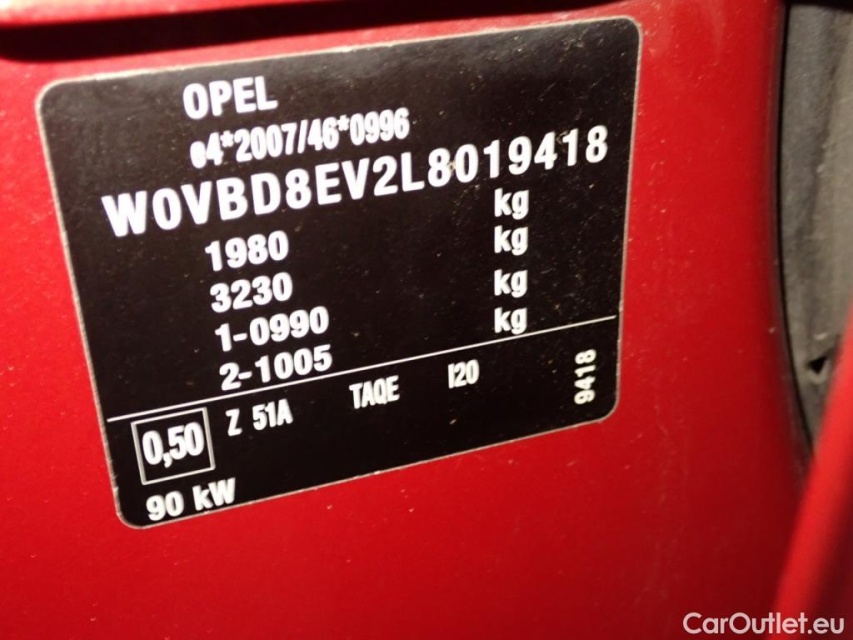 OPEL
e4*2007/46*0996
W0VBD8EV2L8019418
1980 kg
3230 kg
1-0990 kg
2-1005 kg
0,50 Z 51A TAQE I20 9418
90 kW
CarOutlet.eu